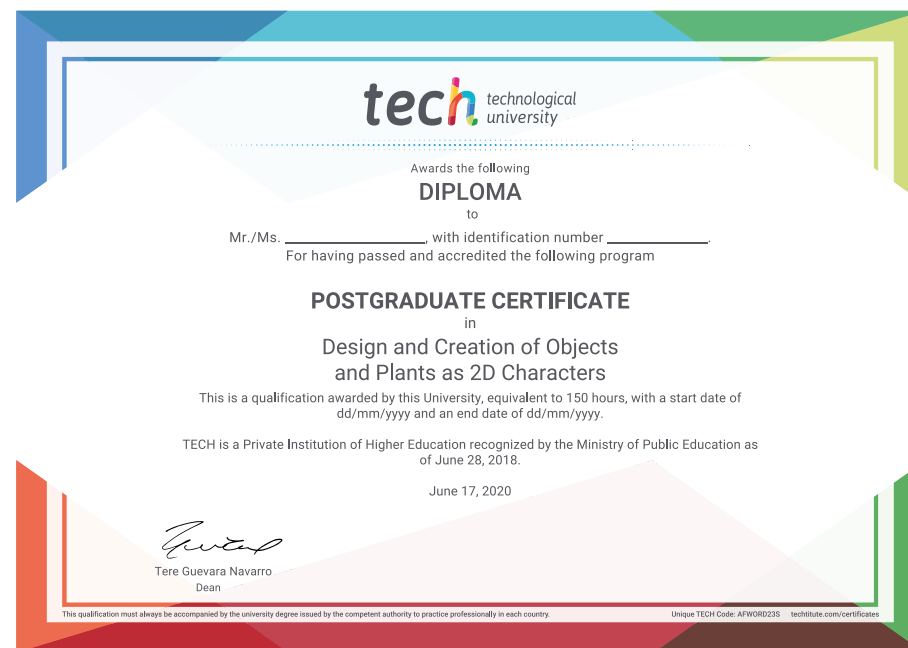 tech technological
university
Awards the following
DIPLOMA
to
Mr./Ms. ____________________, with identification number ______________.
For having passed and accredited the following program
POSTGRADUATE CERTIFICATE
in
Design and Creation of Objects
and Plants as 2D Characters
This is a qualification awarded by this University, equivalent to 150 hours, with a start date of
dd/mm/yyyy and an end date of dd/mm/yyyy.
TECH is a Private Institution of Higher Education recognized by the Ministry of Public Education as
of June 28, 2018.
June 17, 2020
Tere Guevara Navarro
Dean
This qualification must always be accompanied by the university degree issued by the competent authority to practice professionally in each country. Unique TECH Code: AFWORD23S techtitute.com/certificates